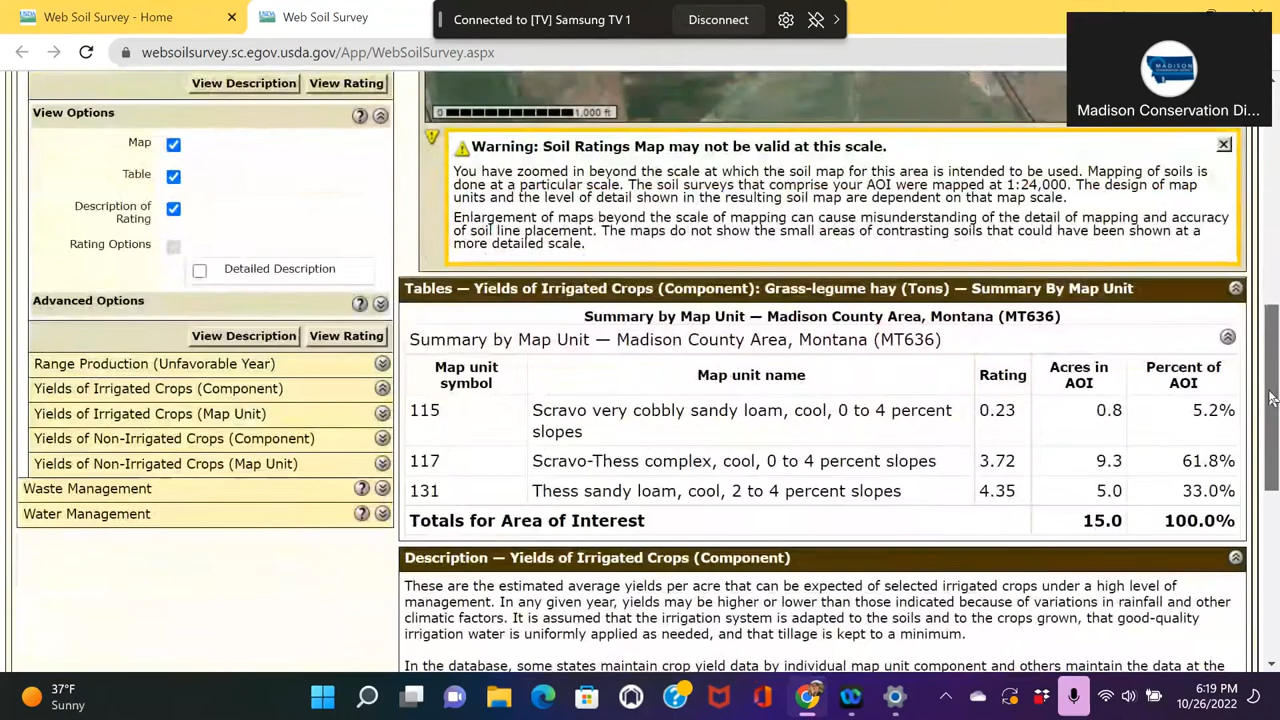 Web Soil Survey - Home
Web Soil Survey
Connected to [TV] Samsung TV 1
Disconnect
websoilsurvey.sc.egov.usda.gov/App/WebSoilSurvey.aspx
MADISON
Madison Conservation Di...
View Description
View Rating
View Options
Map
Table
Description of
Rating
Rating Options
Detailed Description
Advanced Options
View Description
View Rating
Range Production (Unfavorable Year)
Yields of Irrigated Crops (Component)
Yields of Irrigated Crops (Map Unit)
Yields of Non-Irrigated Crops (Component)
Yields of Non-Irrigated Crops (Map Unit)
Waste Management
Water Management
0 1,000 ft
Warning: Soil Ratings Map may not be valid at this scale.
You have zoomed in beyond the scale at which the soil map for this area is intended to be used. Mapping of soils is
done at a particular scale. The soil surveys that comprise your AOI were mapped at 1:24,000. The design of map
units and the level of detail shown in the resulting soil map are dependent on that map scale.
Enlargement of maps beyond the scale of mapping can cause misunderstanding of the detail of mapping and accuracy
of soil line placement. The maps do not show the small areas of contrasting soils that could have been shown at a
more detailed scale.
Tables — Yields of Irrigated Crops (Component): Grass-legume hay (Tons) — Summary By Map Unit
Summary by Map Unit — Madison County Area, Montana (MT636)
Summary by Map Unit — Madison County Area, Montana (MT636)
Map unit symbol Map unit name Rating Acres in AOI Percent of AOI
115 Scravo very cobbly sandy loam, cool, 0 to 4 percent slopes 0.23 0.8 5.2%
117 Scravo-Thess complex, cool, 0 to 4 percent slopes 3.72 9.3 61.8%
131 Thess sandy loam, cool, 2 to 4 percent slopes 4.35 5.0 33.0%
Totals for Area of Interest 15.0 100.0%
Description — Yields of Irrigated Crops (Component)
These are the estimated average yields per acre that can be expected of selected irrigated crops under a high level of
management. In any given year, yields may be higher or lower than those indicated because of variations in rainfall and other
climatic factors. It is assumed that the irrigation system is adapted to the soils and to the crops grown, that good-quality
irrigation water is uniformly applied as needed, and that tillage is kept to a minimum.
In the database, some states maintain crop yield data by individual map unit component and others maintain the data at the
37°F
Sunny
6:19 PM
10/26/2022